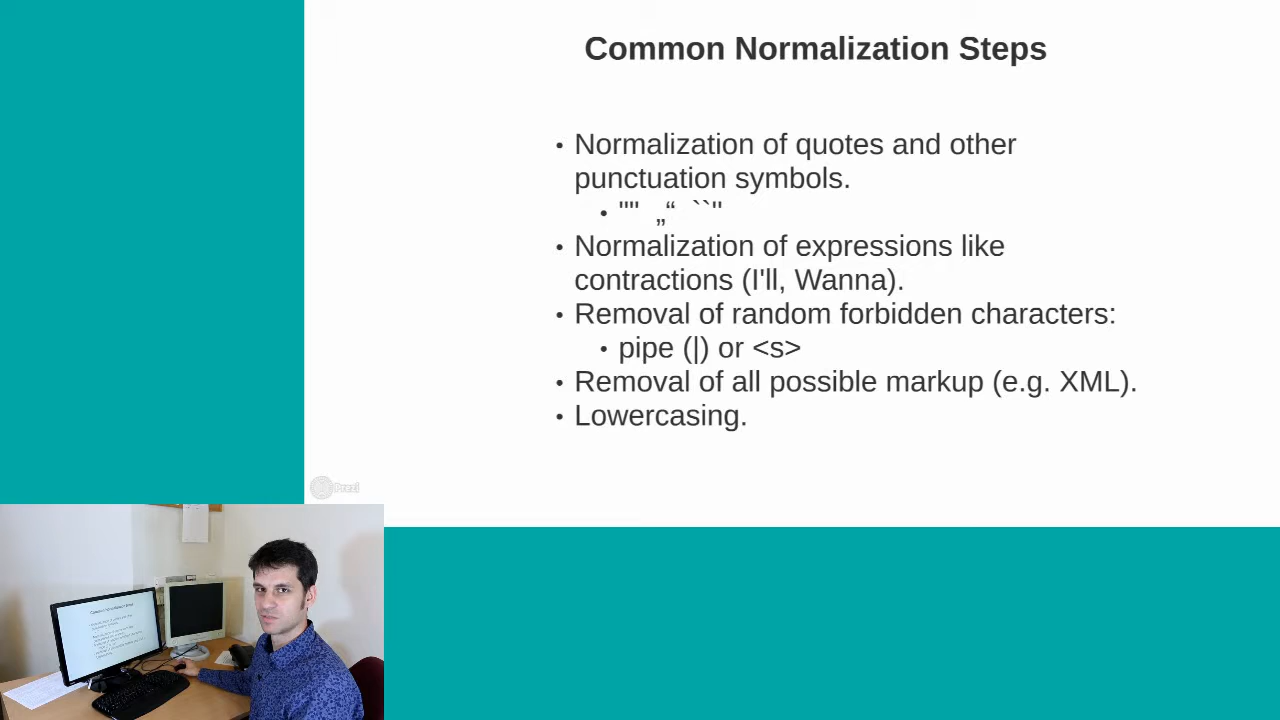 Common Normalization Steps
• Normalization of quotes and other
punctuation symbols.
• "" „“ ``"
• Normalization of expressions like
contractions (I'll, Wanna).
• Removal of random forbidden characters:
• pipe (|) or <s>
• Removal of all possible markup (e.g. XML).
• Lowercasing.
Prezi